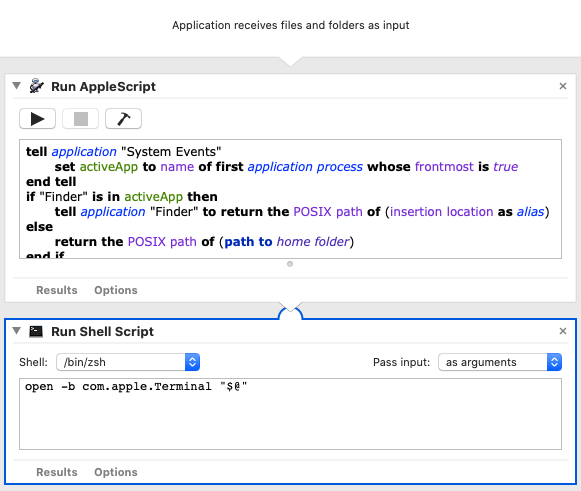 Application receives files and folders as input
Run AppleScript
tell application "System Events"
set activeApp to name of first application process whose frontmost is true
end tell
if "Finder" is in activeApp then
tell application "Finder" to return the POSIX path of (insertion location as alias)
else
return the POSIX path of (path to home folder)
end if
Results Options
Run Shell Script
Shell: /bin/zsh Pass input: as arguments
open -b com.apple.Terminal "$@"
Results Options